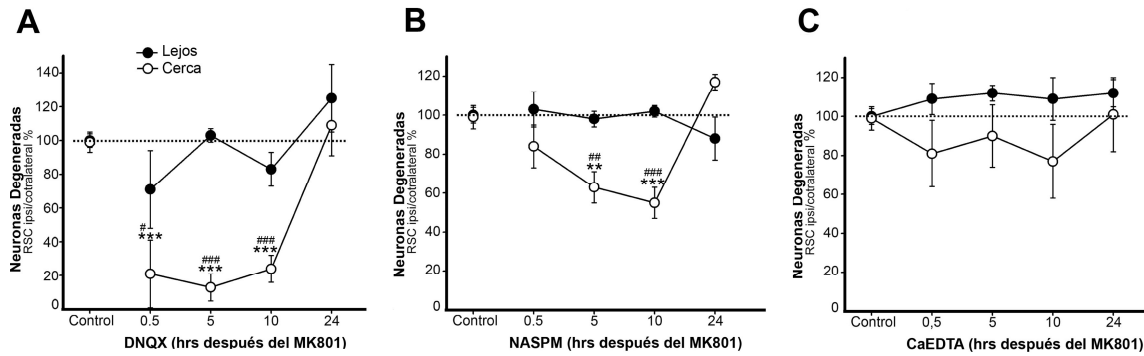 A
Lejos
Cerca
Neuronas Degeneradas
RSC ipsi/cotralateral %
140
120
100
80
60
40
20
0
#
***
###
***
###
***
Control
0.5
5
10
24
DNQX (hrs después del MK801)
B
Neuronas Degeneradas
RSC ipsi/cotralateral %
120
100
80
60
40
20
0
##
**
###
***
Control
0.5
5
10
24
NASPM (hrs después del MK801)
C
Neuronas Degeneradas
RSC ipsi/cotralateral %
120
100
80
60
40
20
0
Control
0,5
5
10
24
CaEDTA (hrs después del MK801)